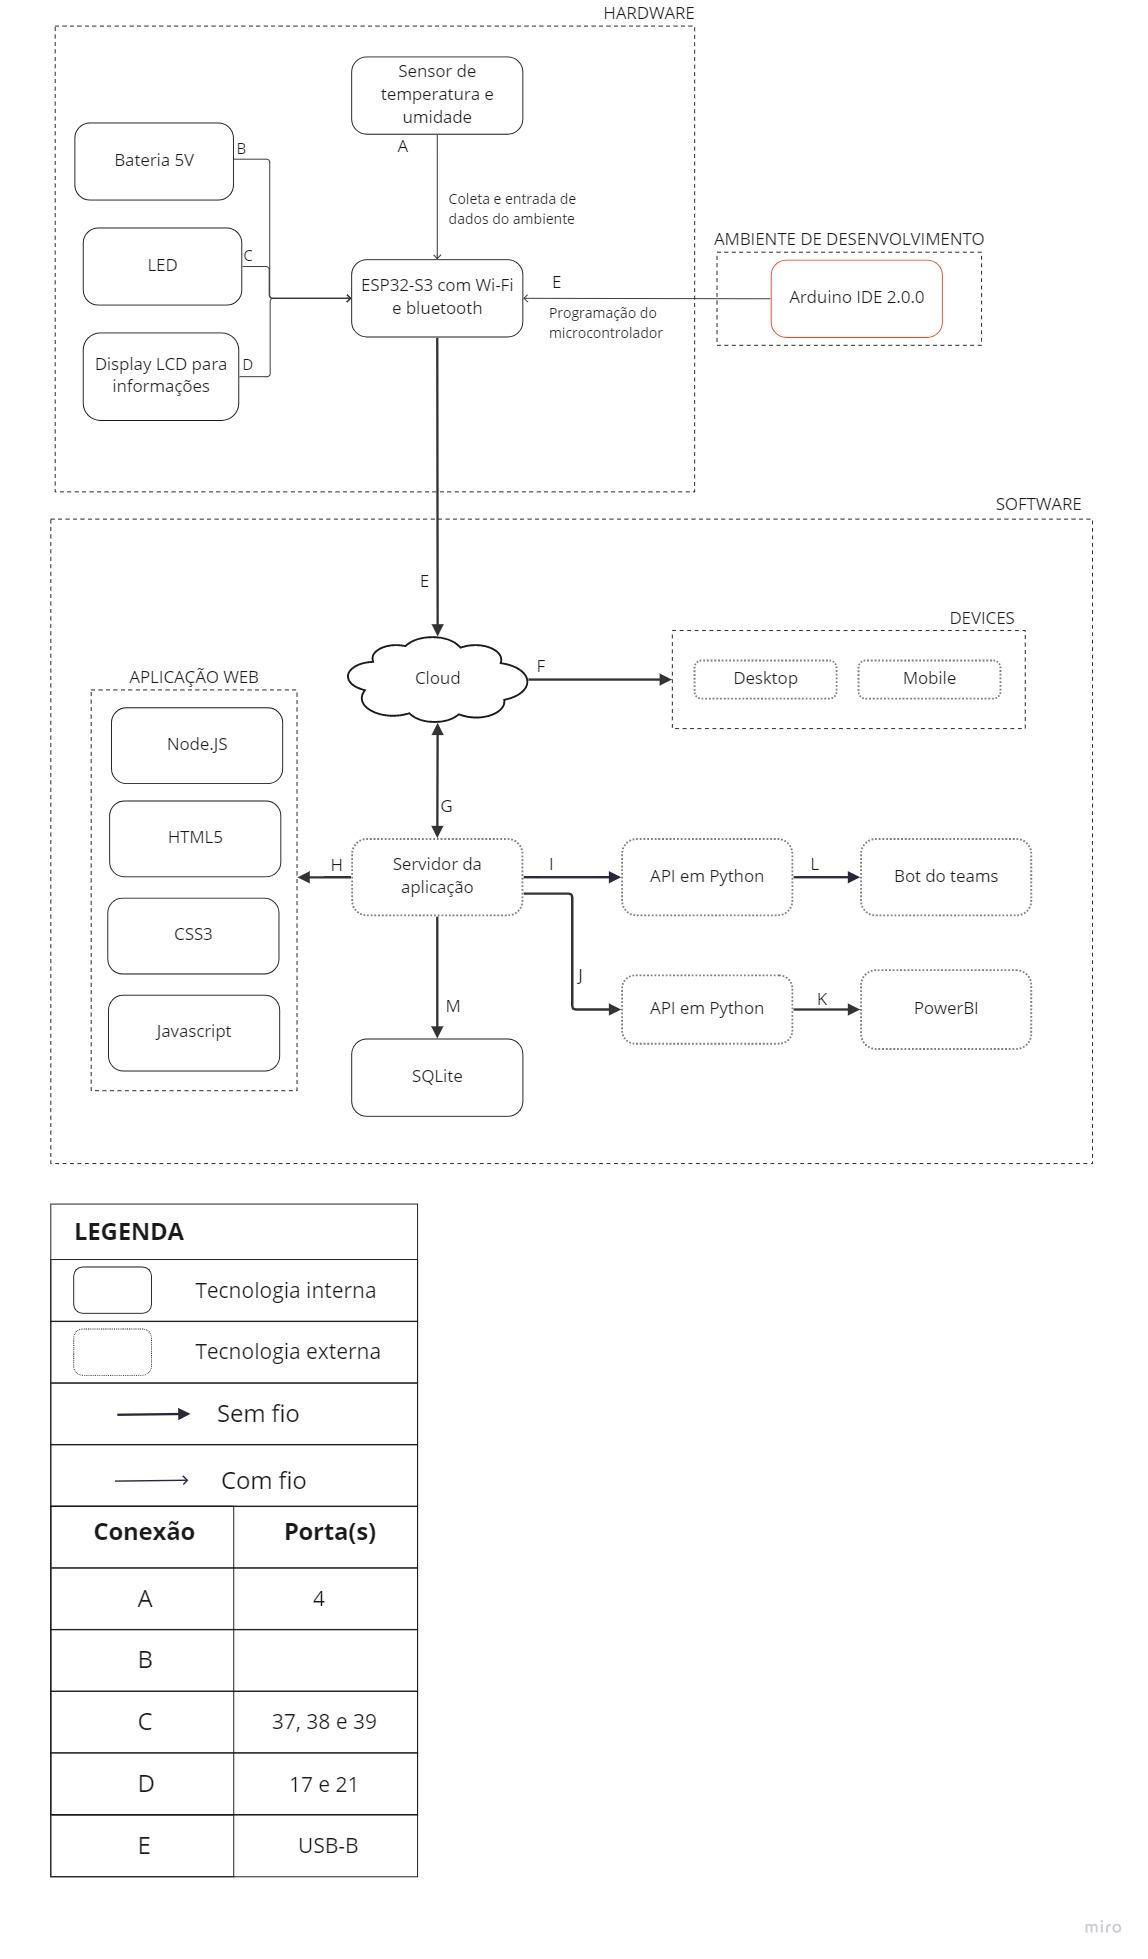 HARDWARE
Sensor de
temperatura e
umidade
A
Bateria 5V
B
Coleta e entrada de
dados do ambiente
LED
C
ESP32-S3 com Wi-Fi
e bluetooth
E
Programação do
microcontrolador
AMBIENTE DE DESENVOLVIMENTO
Arduino IDE 2.0.0
Display LCD para
informações
D
SOFTWARE
E
Cloud
F
DEVICES
Desktop
Mobile
APLICAÇÃO WEB
Node.JS
HTML5
CSS3
Javascript
G
H
Servidor da
aplicação
I
API em Python
L
Bot do teams
J
API em Python
K
PowerBI
M
SQLite
LEGENDA
Tecnologia interna
Tecnologia externa
Sem fio
Com fio
Conexão Porta(s)
A 4
B
C 37, 38 e 39
D 17 e 21
E USB-B
miro